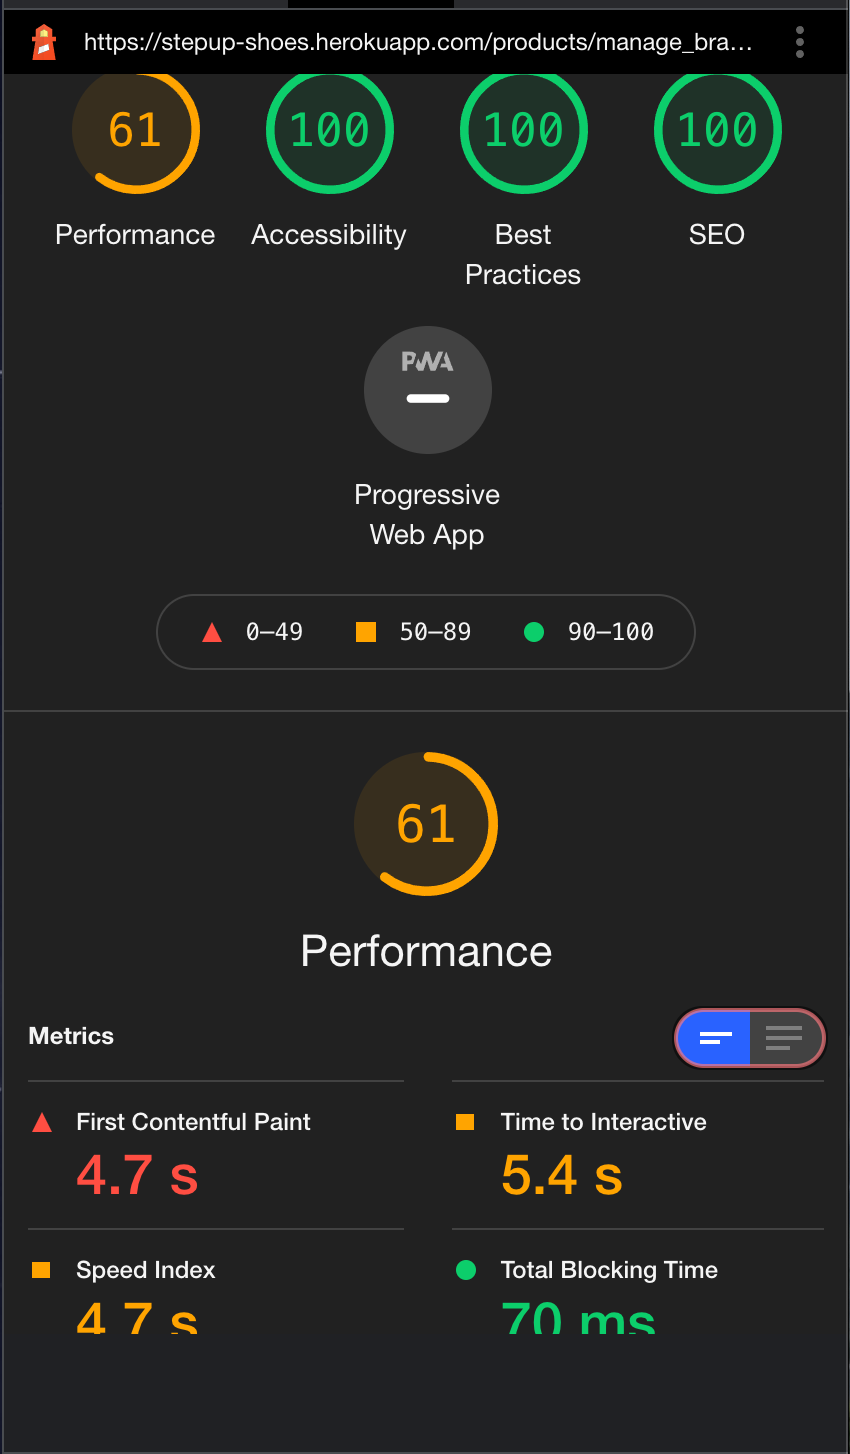 https://stepup-shoes.herokuapp.com/products/manage_bra…
61 100 100 100
Performance Accessibility Best SEO
Practices
PWA
Progressive
Web App
0–49 50–89 90–100
61
Performance
Metrics
First Contentful Paint Time to Interactive
4.7 s 5.4 s
Speed Index Total Blocking Time
4.7 s 70 ms